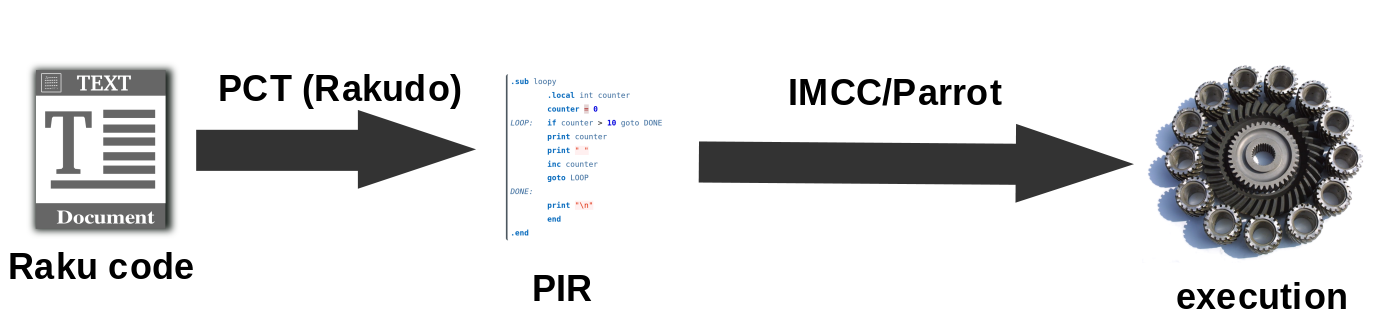 TEXT
T
Document
Raku code
PCT (Rakudo)
.sub loopy
.local int counter
counter = 0
LOOP: if counter > 10 goto DONE
print counter
print " "
inc counter
goto LOOP
DONE:
print "\n"
end
.end
PIR
IMCC/Parrot
execution